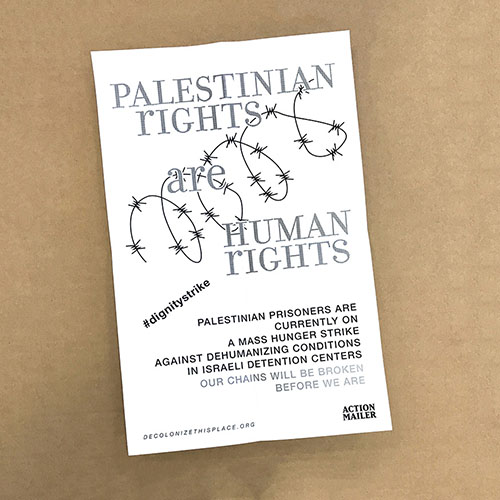 PALESTINIAN
RIGHTS
are
HUMAN
RIGHTS
#dignitystrike
PALESTINIAN PRISONERS ARE
CURRENTLY ON
A MASS HUNGER STRIKE
AGAINST DEHUMANIZING CONDITIONS
IN ISRAELI DETENTION CENTERS
OUR CHAINS WILL BE BROKEN
BEFORE WE ARE
DECOLONIZETHISPLACE.ORG
ACTION
MAILER